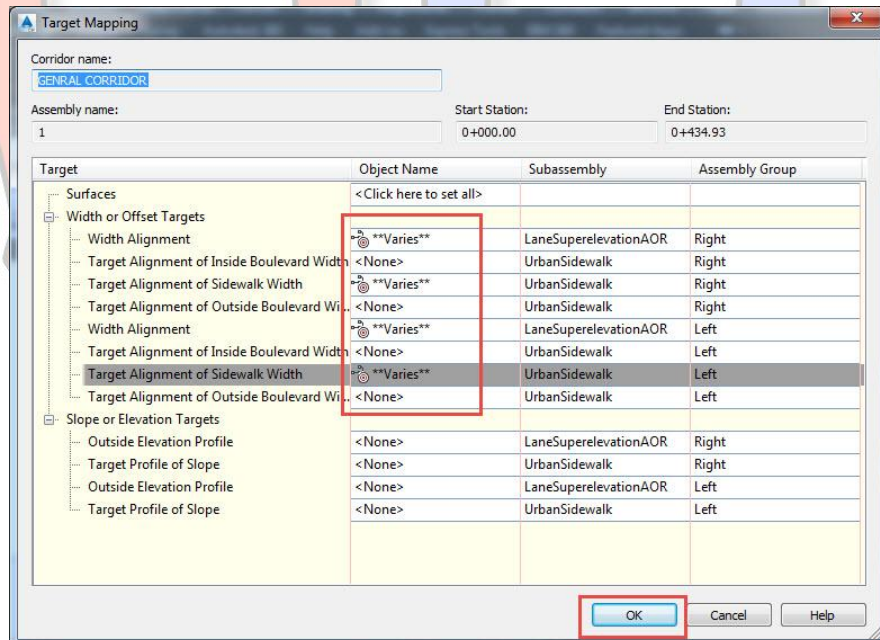 Target Mapping
Corridor name:
GENRAL CORRIDOR
Assembly name: Start Station: End Station:
1 0+000.00 0+434.93
Target Object Name Subassembly Assembly Group
Surfaces <Click here to set all>
Width or Offset Targets
Width Alignment **Varies** LaneSuperelevationAOR Right
Target Alignment of Inside Boulevard Width <None> UrbanSidewalk Right
Target Alignment of Sidewalk Width **Varies** UrbanSidewalk Right
Target Alignment of Outside Boulevard Wi... <None> UrbanSidewalk Right
Width Alignment **Varies** LaneSuperelevationAOR Left
Target Alignment of Inside Boulevard Width <None> UrbanSidewalk Left
Target Alignment of Sidewalk Width **Varies** UrbanSidewalk Left
Target Alignment of Outside Boulevard Wi... <None> UrbanSidewalk Left
Slope or Elevation Targets
Outside Elevation Profile <None> LaneSuperelevationAOR Right
Target Profile of Slope <None> UrbanSidewalk Right
Outside Elevation Profile <None> LaneSuperelevationAOR Left
Target Profile of Slope <None> UrbanSidewalk Left
OK Cancel Help